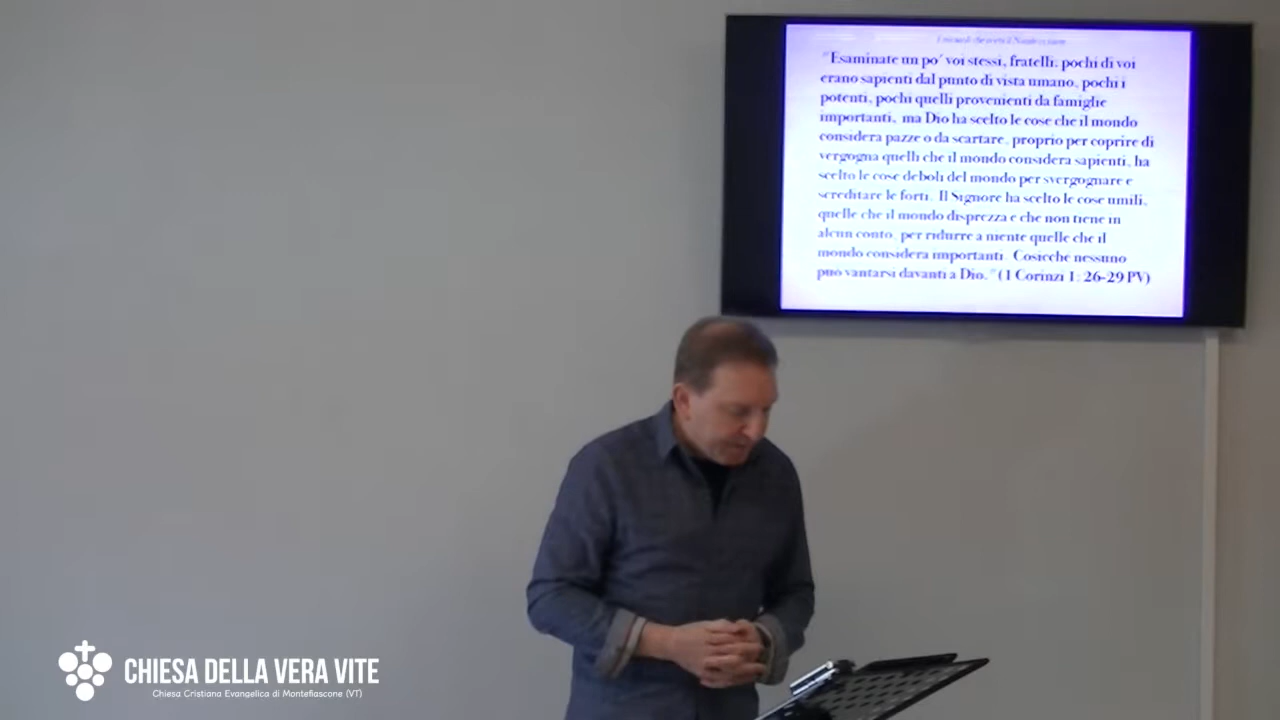 "Esaminate un po' voi stessi, fratelli: pochi di voi
erano sapienti dal punto di vista umano, pochi i
potenti, pochi quelli provenienti da famiglie
importanti, ma Dio ha scelto le cose che il mondo
considera pazze o da scartare, proprio per coprire di
vergogna quelli che il mondo considera sapienti, ha
scelto le cose deboli del mondo per svergognare e
screditare le forti. Il Signore ha scelto le cose umili,
quelle che il mondo disprezza e che non tiene in
alcun conto, per ridurre a niente quelle che il
mondo considera importanti. Cosicché nessuno
può vantarsi davanti a Dio." (1 Corinzi 1: 26-29 PV)
CHIESA DELLA VERA VITE
Chiesa Cristiana Evangelica di Montefiascone (VT)